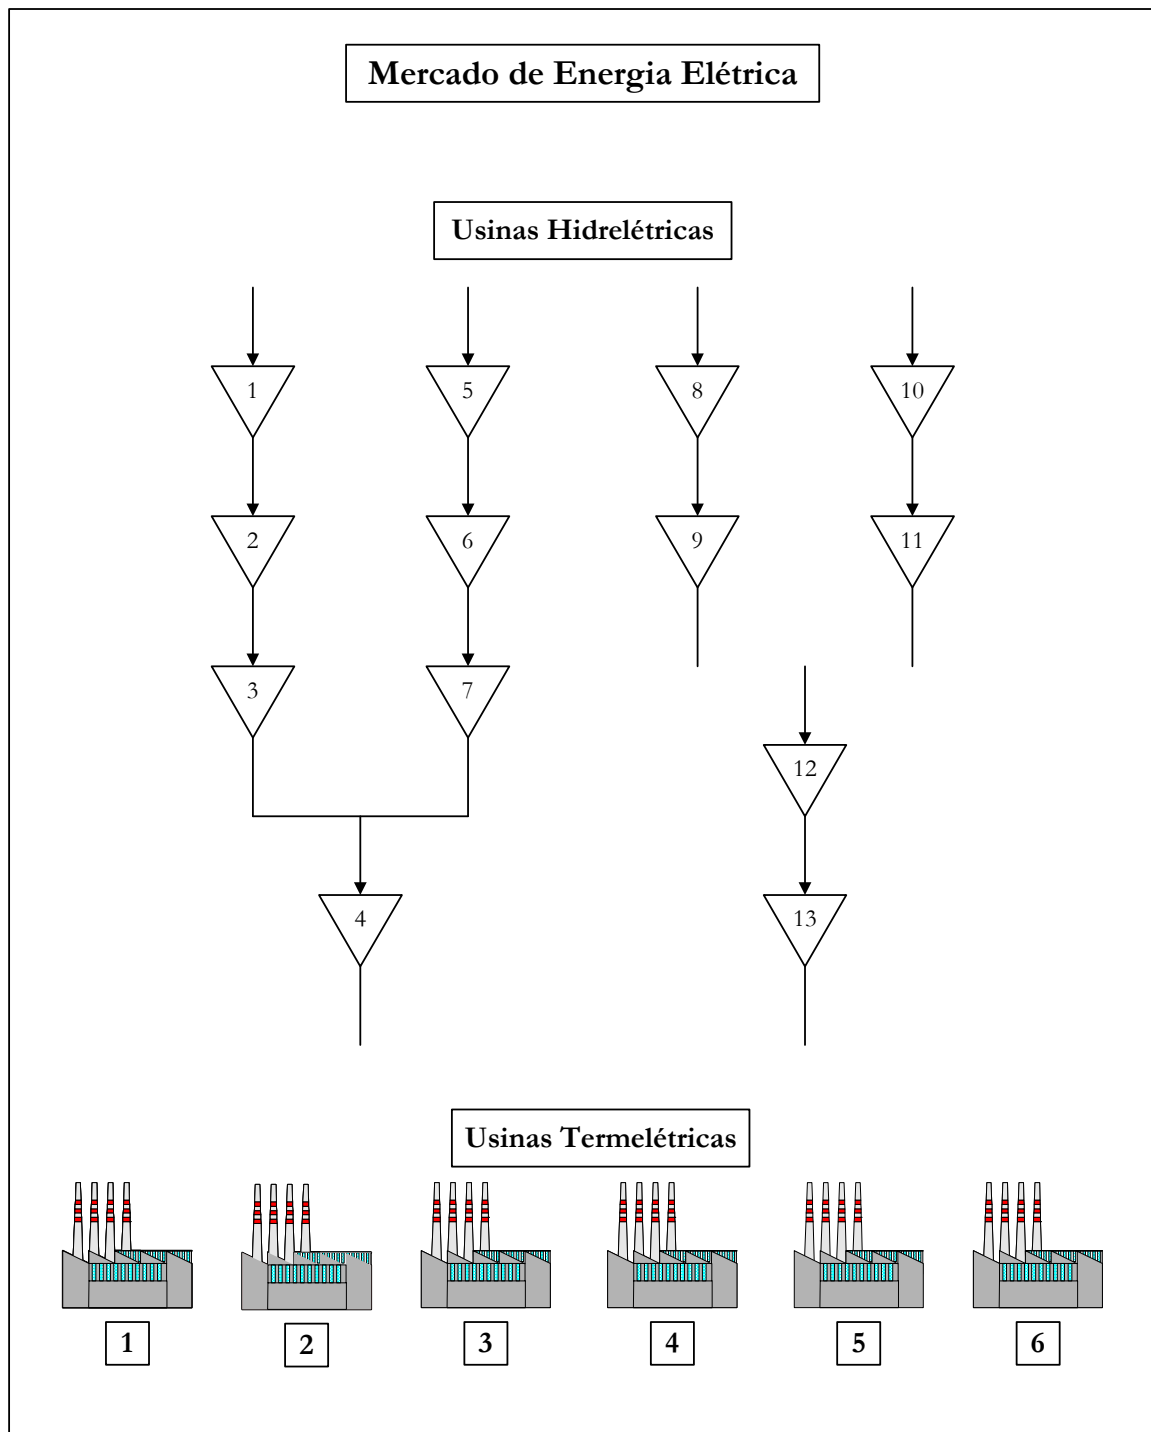 Mercado de Energia Elétrica
Usinas Hidrelétricas
1 5 8 10
2 6 9 11
3 7
12
4 13
Usinas Termelétricas
1 2 3 4 5 6